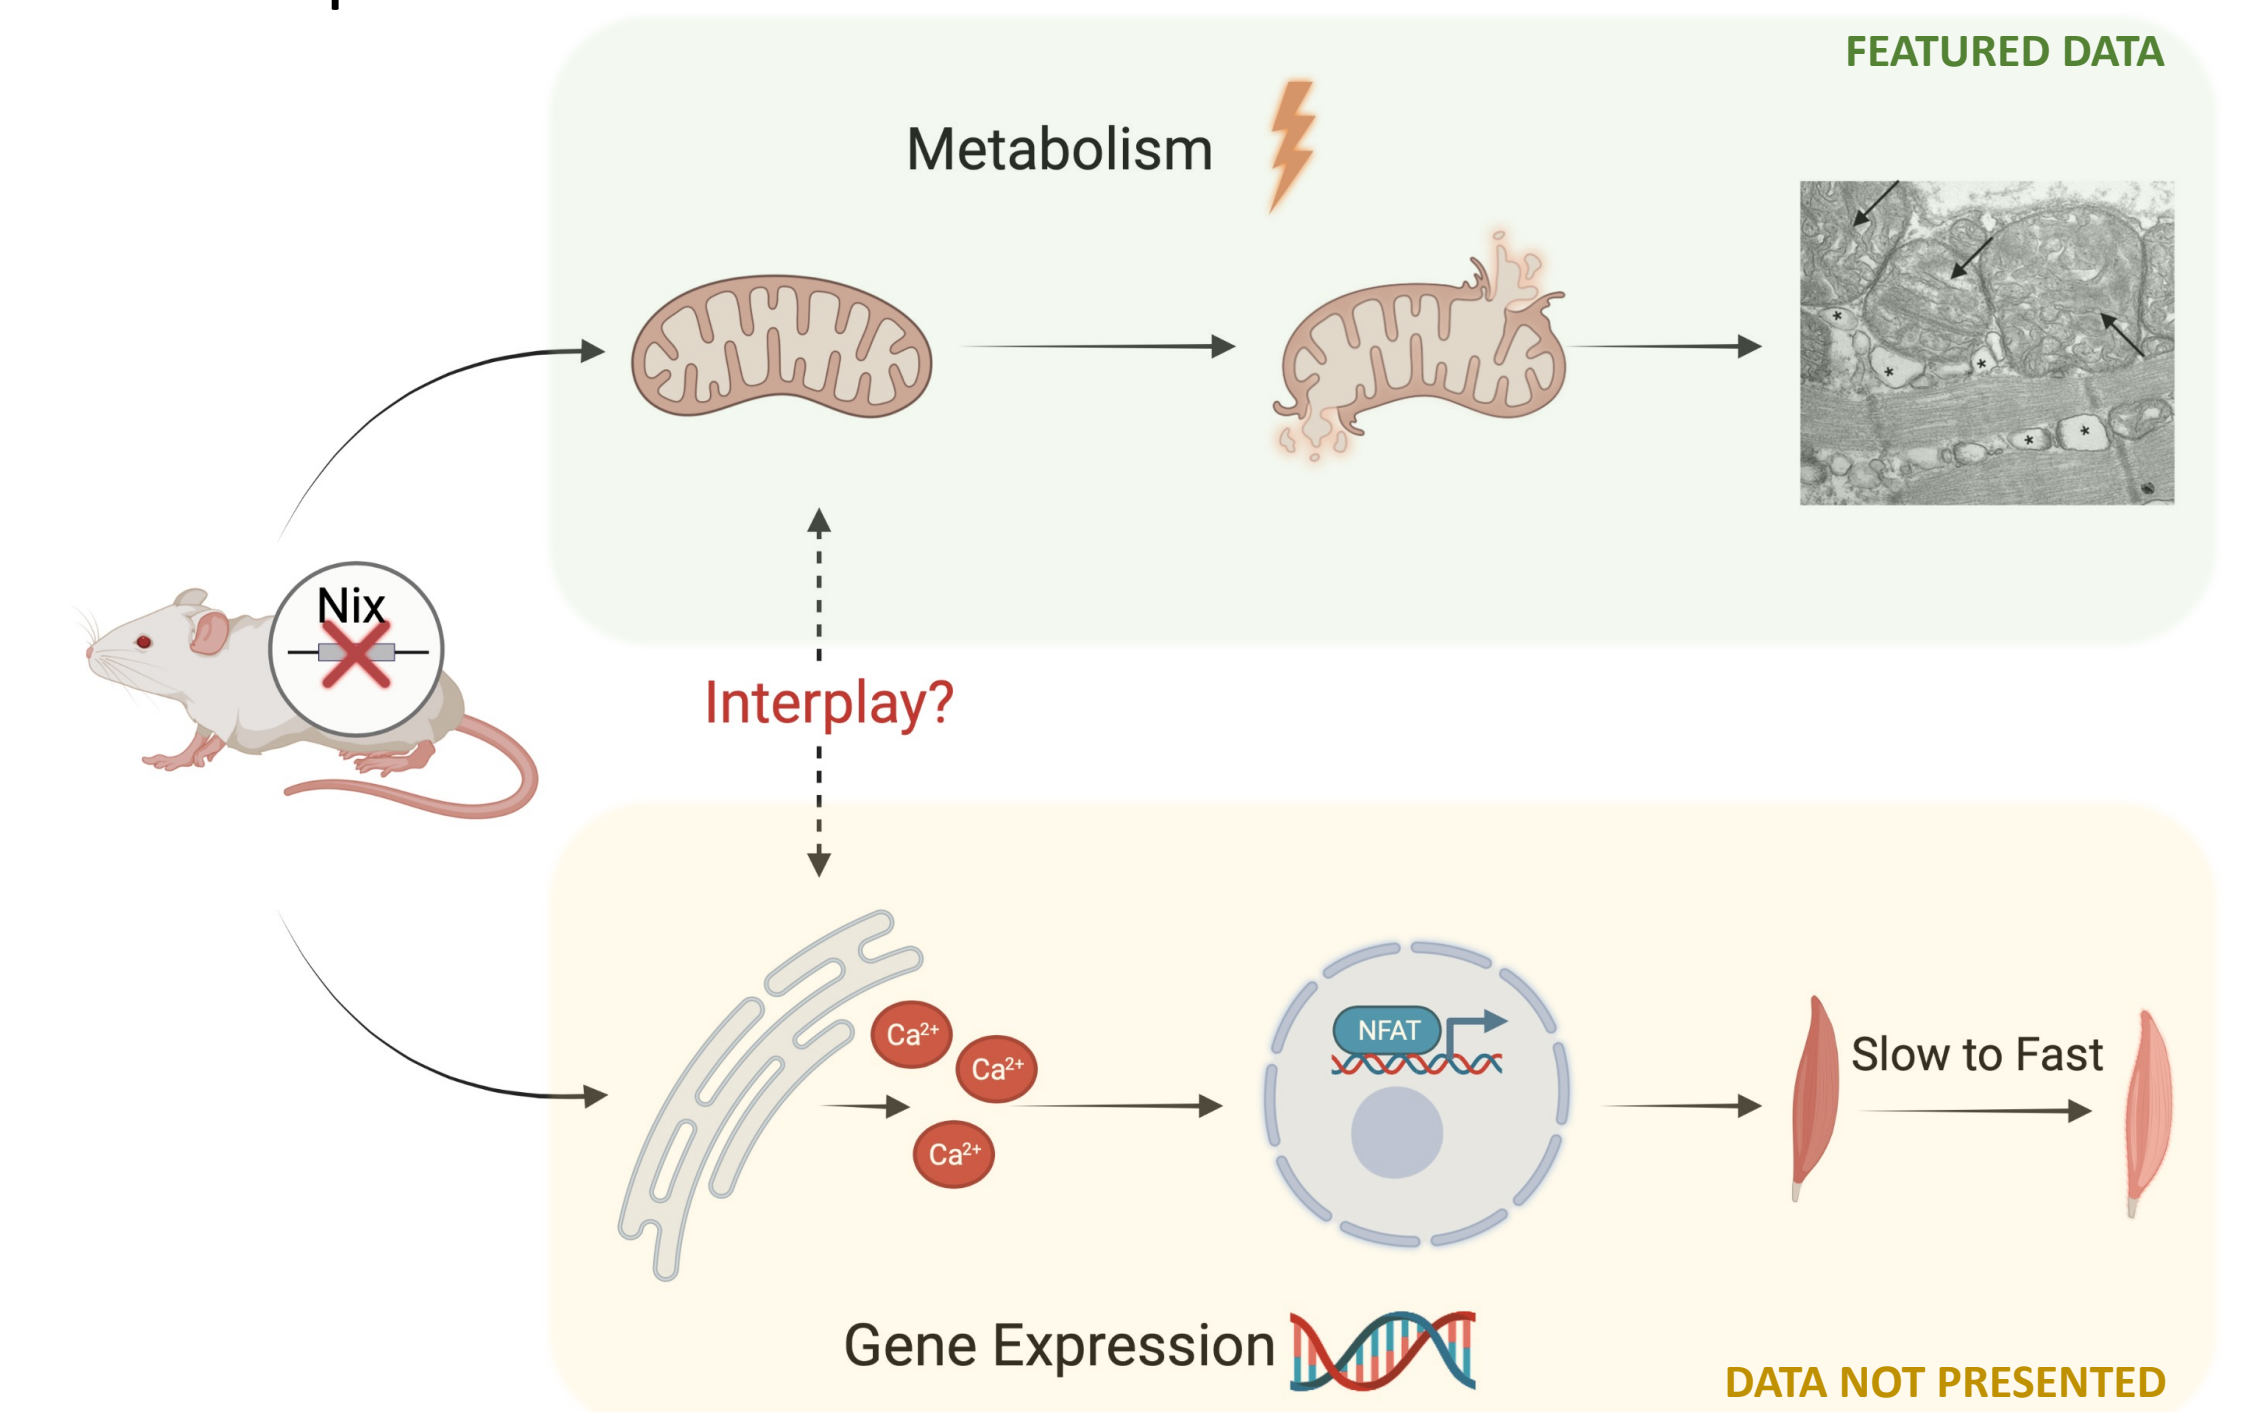 FEATURED DATA
Metabolism
*
*
*
*
*
Nix
Interplay?
Ca²⁺
Ca²⁺
Ca²⁺
NFAT
Slow to Fast
Gene Expression
DATA NOT PRESENTED